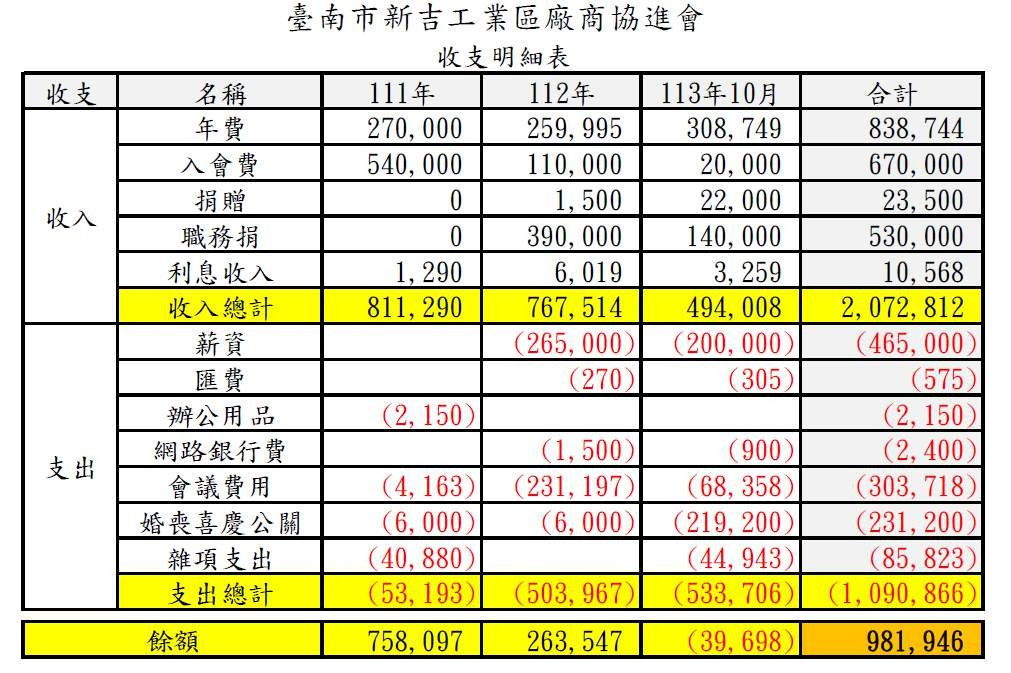 臺南市新吉工業區廠商協進會
收支明細表
收支 名稱 111年 112年 113年10月 合計
收入
年費 270,000 259,995 308,749 838,744
入會費 540,000 110,000 20,000 670,000
捐贈 0 1,500 22,000 23,500
職務捐 0 390,000 140,000 530,000
利息收入 1,290 6,019 3,259 10,568
收入總計 811,290 767,514 494,008 2,072,812
支出
薪資 (265,000) (200,000) (465,000)
匯費 (270) (305) (575)
辦公用品 (2,150) (2,150)
網路銀行費 (1,500) (900) (2,400)
會議費用 (4,163) (231,197) (68,358) (303,718)
婚喪喜慶公關 (6,000) (6,000) (219,200) (231,200)
雜項支出 (40,880) (44,943) (85,823)
支出總計 (53,193) (503,967) (533,706) (1,090,866)
餘額 758,097 263,547 (39,698) 981,946